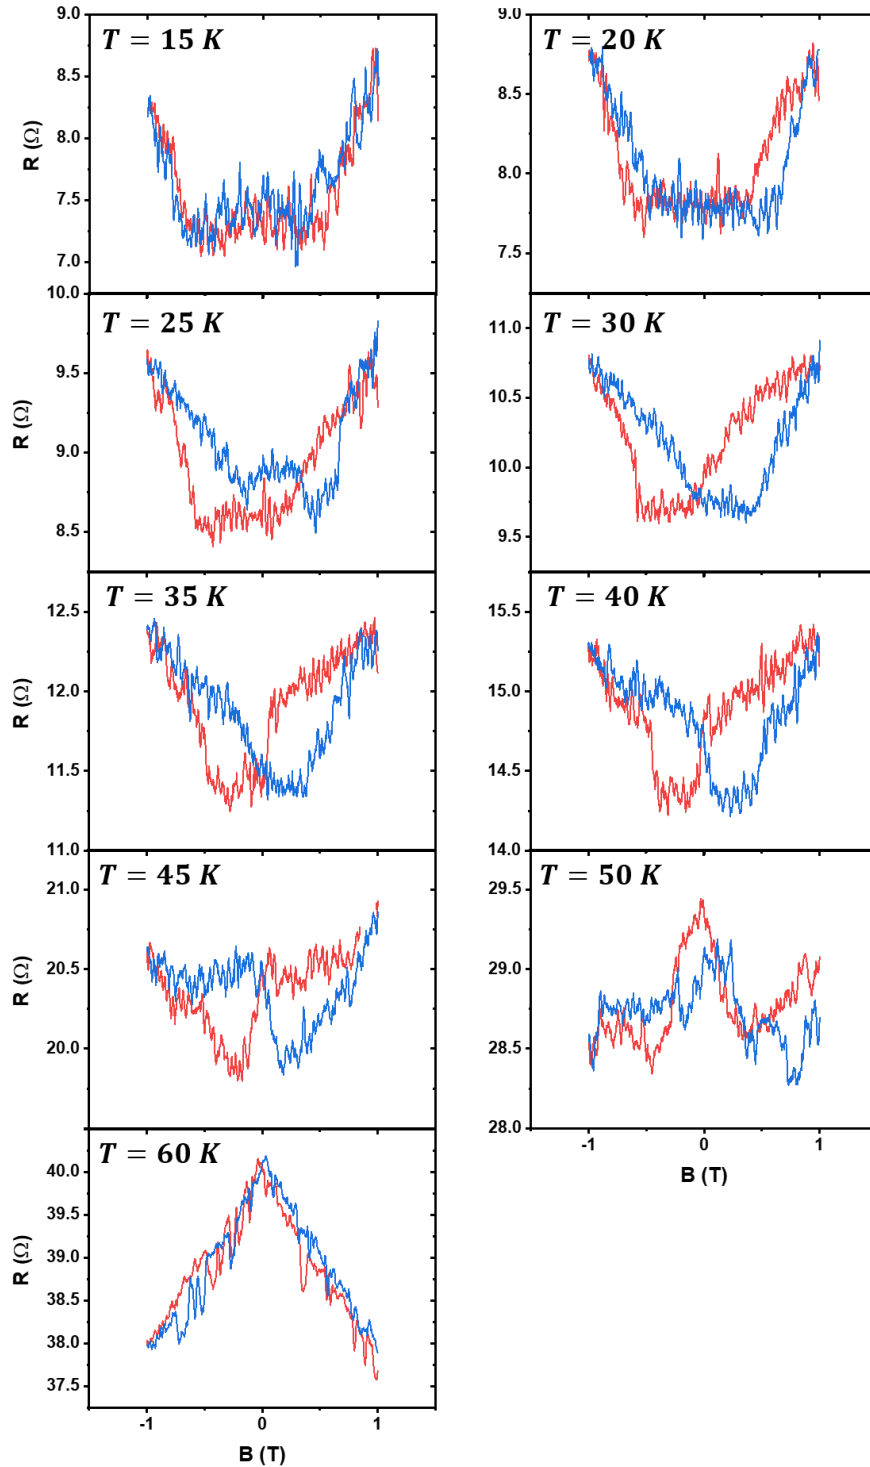 T = 15 K
9.0
8.5
8.0
7.5
7.0
R (Ω)
T = 20 K
9.0
8.5
8.0
7.5
T = 25 K
10.0
9.5
9.0
8.5
R (Ω)
T = 30 K
11.0
10.5
10.0
9.5
T = 35 K
12.5
12.0
11.5
11.0
R (Ω)
T = 40 K
15.5
15.0
14.5
14.0
T = 45 K
21.0
20.5
20.0
R (Ω)
T = 50 K
29.5
29.0
28.5
28.0
-1 0 1
B (T)
T = 60 K
40.0
39.5
39.0
38.5
38.0
37.5
R (Ω)
-1 0 1
B (T)